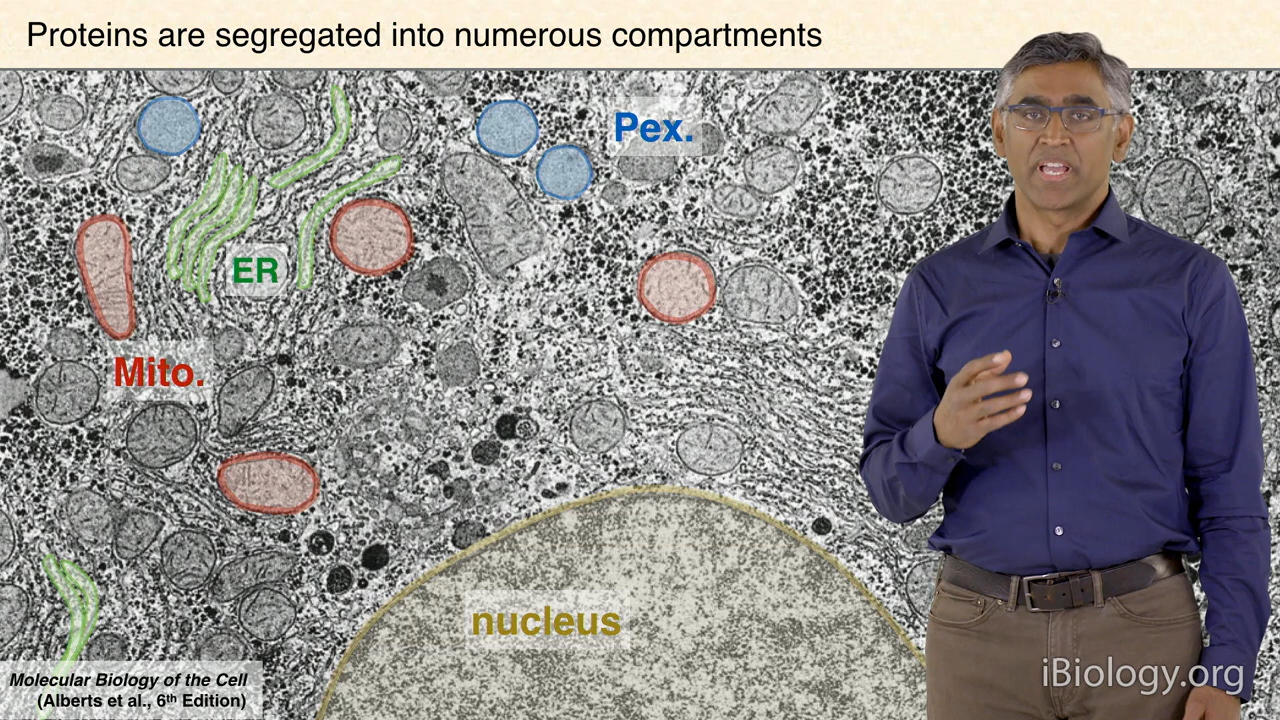 Proteins are segregated into numerous compartments
Pex.
ER
Mito.
nucleus
Molecular Biology of the Cell
(Alberts et al., 6th Edition)
iBiology.org